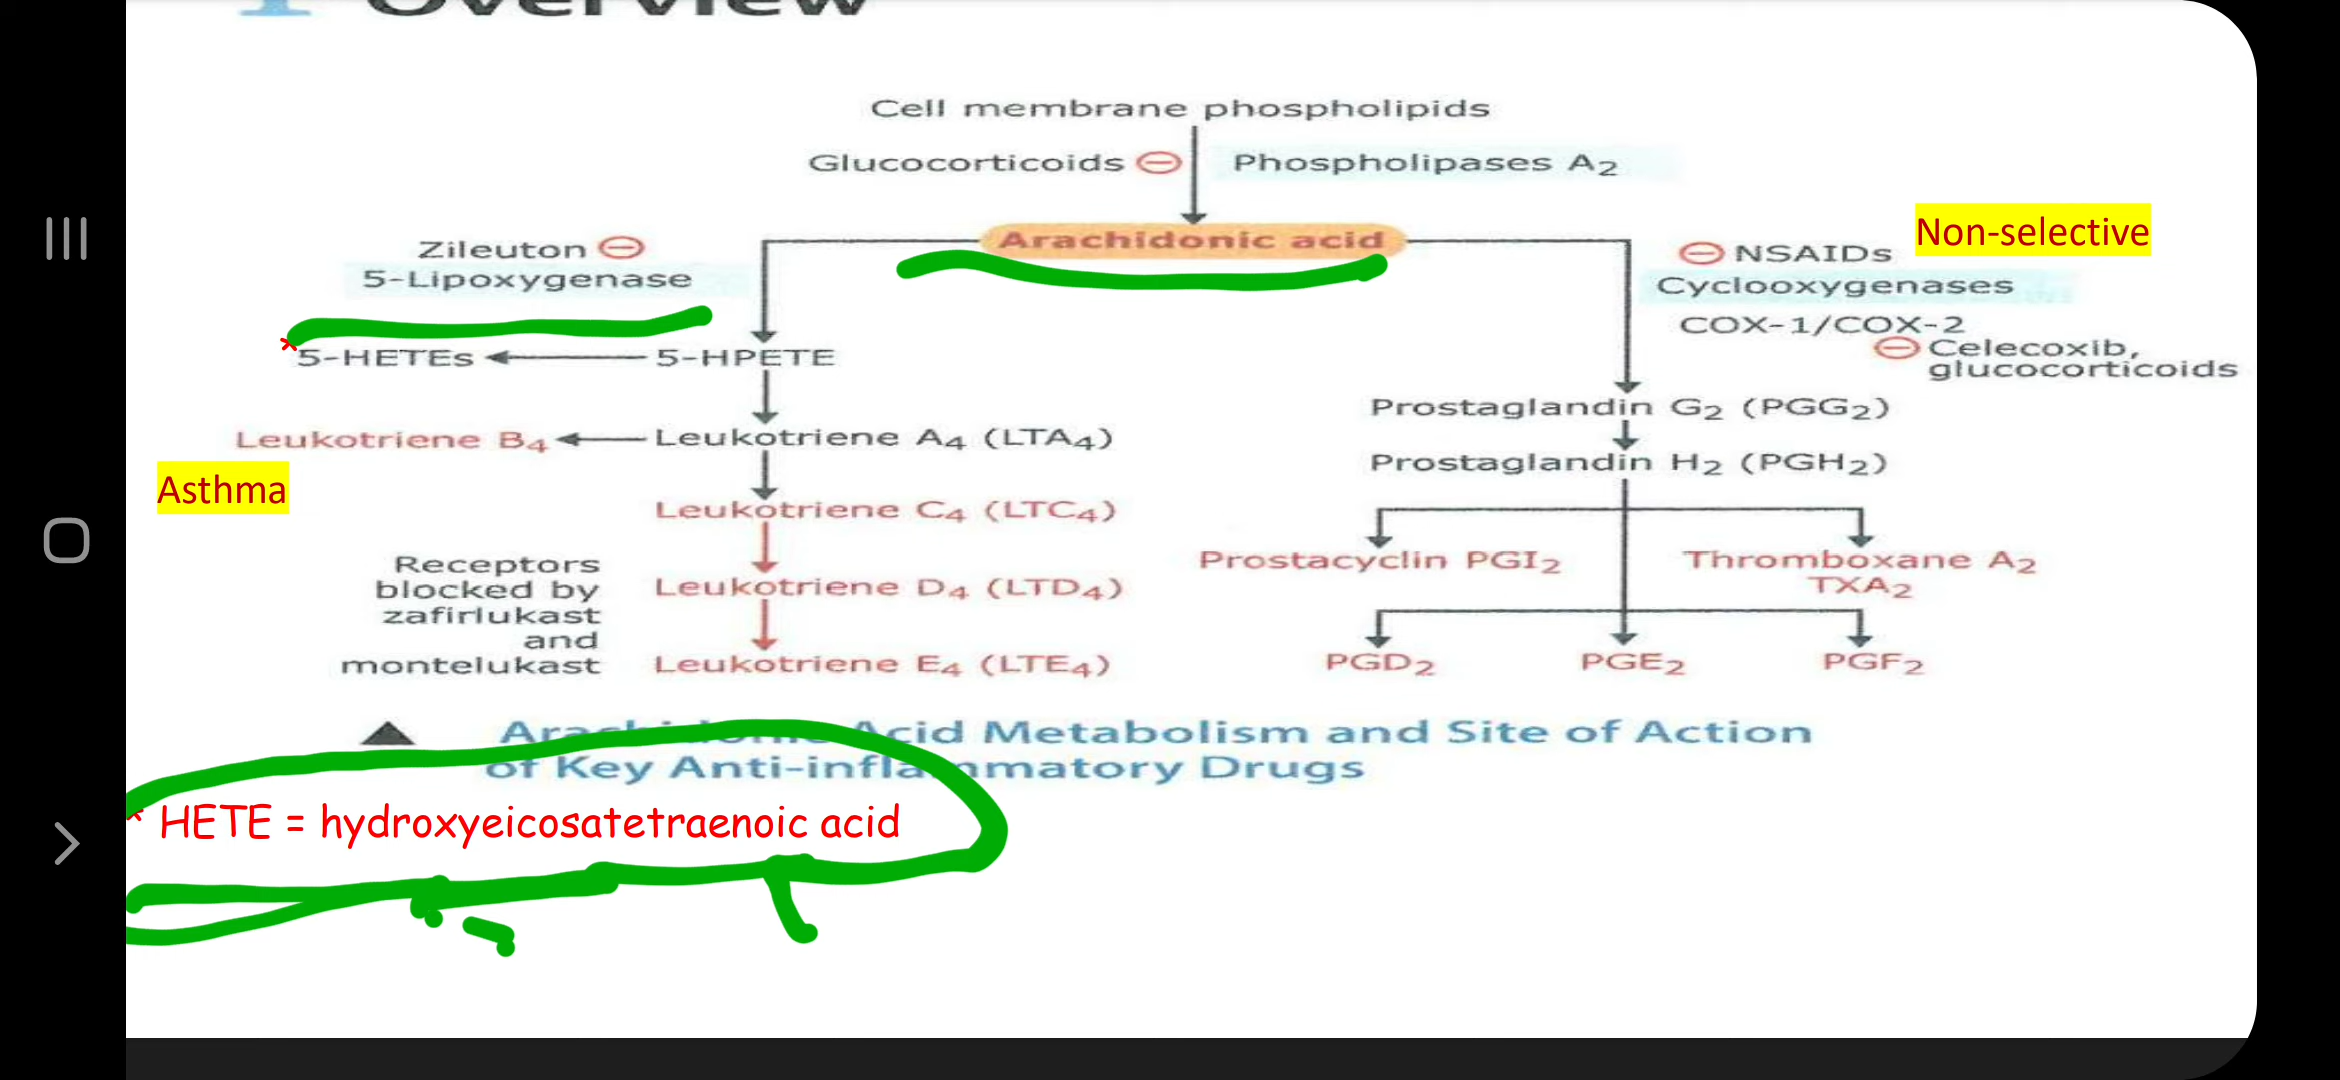 Overview
Cell membrane phospholipids
Glucocorticoids ⊖ Phospholipases A₂
Arachidonic acid
Zileuton ⊖
5-Lipoxygenase
⊖ NSAIDs Non-selective
Cyclooxygenases
COX-1/COX-2
⊖ Celecoxib,
glucocorticoids
*5-HETEs 5-HPETE
Leukotriene B₄ Leukotriene A₄ (LTA₄)
Asthma
Leukotriene C₄ (LTC₄)
Leukotriene D₄ (LTD₄)
Leukotriene E₄ (LTE₄)
Receptors
blocked by
zafirlukast
and
montelukast
Prostaglandin G₂ (PGG₂)
Prostaglandin H₂ (PGH₂)
Prostacyclin PGI₂ Thromboxane A₂
TXA₂
PGD₂ PGE₂ PGF₂
▲ Arachidonic Acid Metabolism and Site of Action
of Key Anti-inflammatory Drugs
* HETE = hydroxyeicosatetraenoic acid